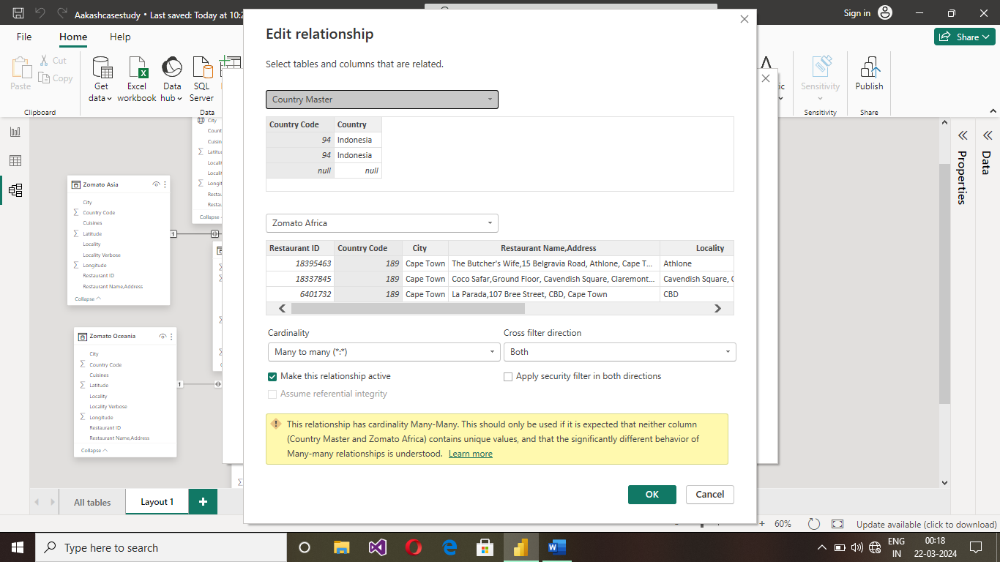 Aakashcasestudy • Last saved: Today at 10:2
Sign in
File
Home
Help
Share
Paste
Cut
Copy
Clipboard
Get data
Excel workbook
Data hub
SQL Server
Data
Sensitivity
Sensitivity
Publish
Share
City
Count
Cuisin
Latitu
Locali
Locali
Longit
Restau
Restau
Collapse
Zomato Asia
City
Country Code
Cuisines
Latitude
Locality
Locality Verbose
Longitude
Restaurant ID
Restaurant Name,Address
Collapse
1
Zomato Oceania
City
Country Code
Cuisines
Latitude
Locality
Locality Verbose
Longitude
Restaurant ID
Restaurant Name,Address
Collapse
1
Edit relationship
Select tables and columns that are related.
Country Master
Country Code Country
94 Indonesia
94 Indonesia
null null
Zomato Africa
Restaurant ID Country Code City Restaurant Name,Address Locality
18395463 189 Cape Town The Butcher's Wife,15 Belgravia Road, Athlone, Cape T... Athlone
18337845 189 Cape Town Coco Safar,Ground Floor, Cavendish Square, Claremont... Cavendish Square, C
6401732 189 Cape Town La Parada,107 Bree Street, CBD, Cape Town CBD
Cardinality
Cross filter direction
Many to many (*:*)
Both
Make this relationship active
Apply security filter in both directions
Assume referential integrity
This relationship has cardinality Many-Many. This should only be used if it is expected that neither column
(Country Master and Zomato Africa) contains unique values, and that the significantly different behavior of
Many-many relationships is understood. Learn more
OK
Cancel
Properties
Data
All tables
Layout 1
60%
Update available (click to download)
Type here to search
ENG
IN
00:18
22-03-2024